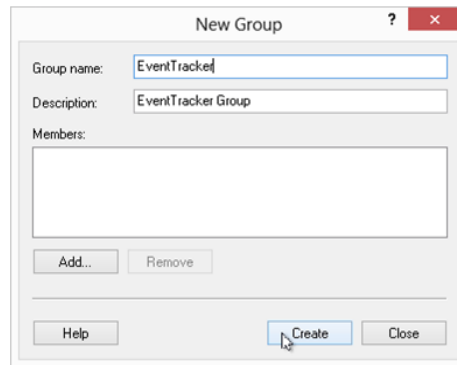 New Group
? ×
Group name: EventTracker
Description: EventTracker Group
Members:
Add... Remove
Help Create Close